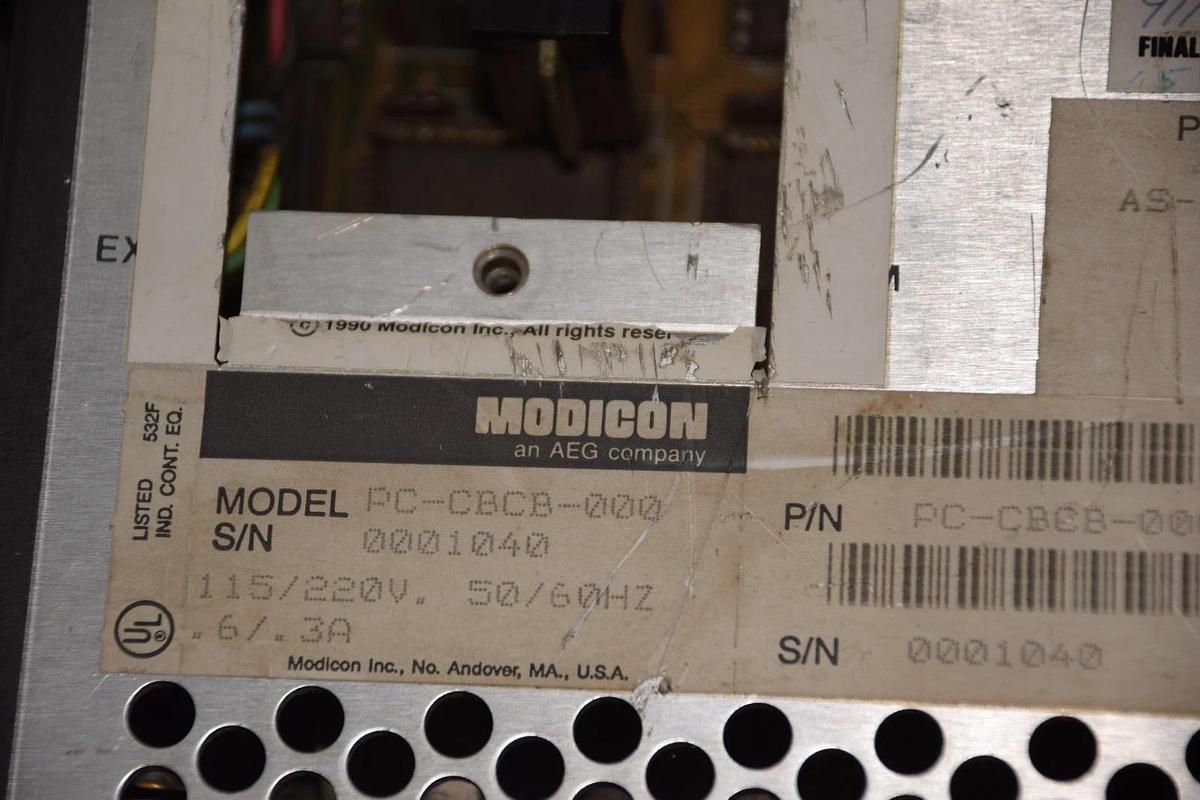 FINAL
P
AS-
EX
M
© 1990 Modicon Inc., All rights reser
LISTED 532F
IND. CONT. EQ.
UL®
MODICON
an AEG company
MODEL PC-CBCB-000
S/N 0001040
115/220V. 50/60HZ
.6/.3A
Modicon Inc., No. Andover, MA., U.S.A.
P/N PC-CBCB-00
S/N 0001040